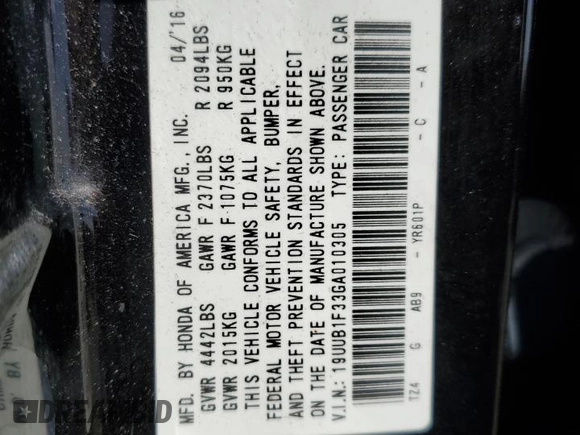 MFD. BY HONDA OF AMERICA MFG., INC. 04/'16
GVWR 4442LBS GAWR F 2370LBS R 2094LBS
GVWR 2015KG GAWR F 1075KG R 950KG
THIS VEHICLE CONFORMS TO ALL APPLICABLE
FEDERAL MOTOR VEHICLE SAFETY, BUMPER,
AND THEFT PREVENTION STANDARDS IN EFFECT
ON THE DATE OF MANUFACTURE SHOWN ABOVE.
V.I.N.: 19UUB1F33GA010305 TYPE: PASSENGER CAR
TZ4 G AB9 - YR601P - C - A
BY
DREAMBID